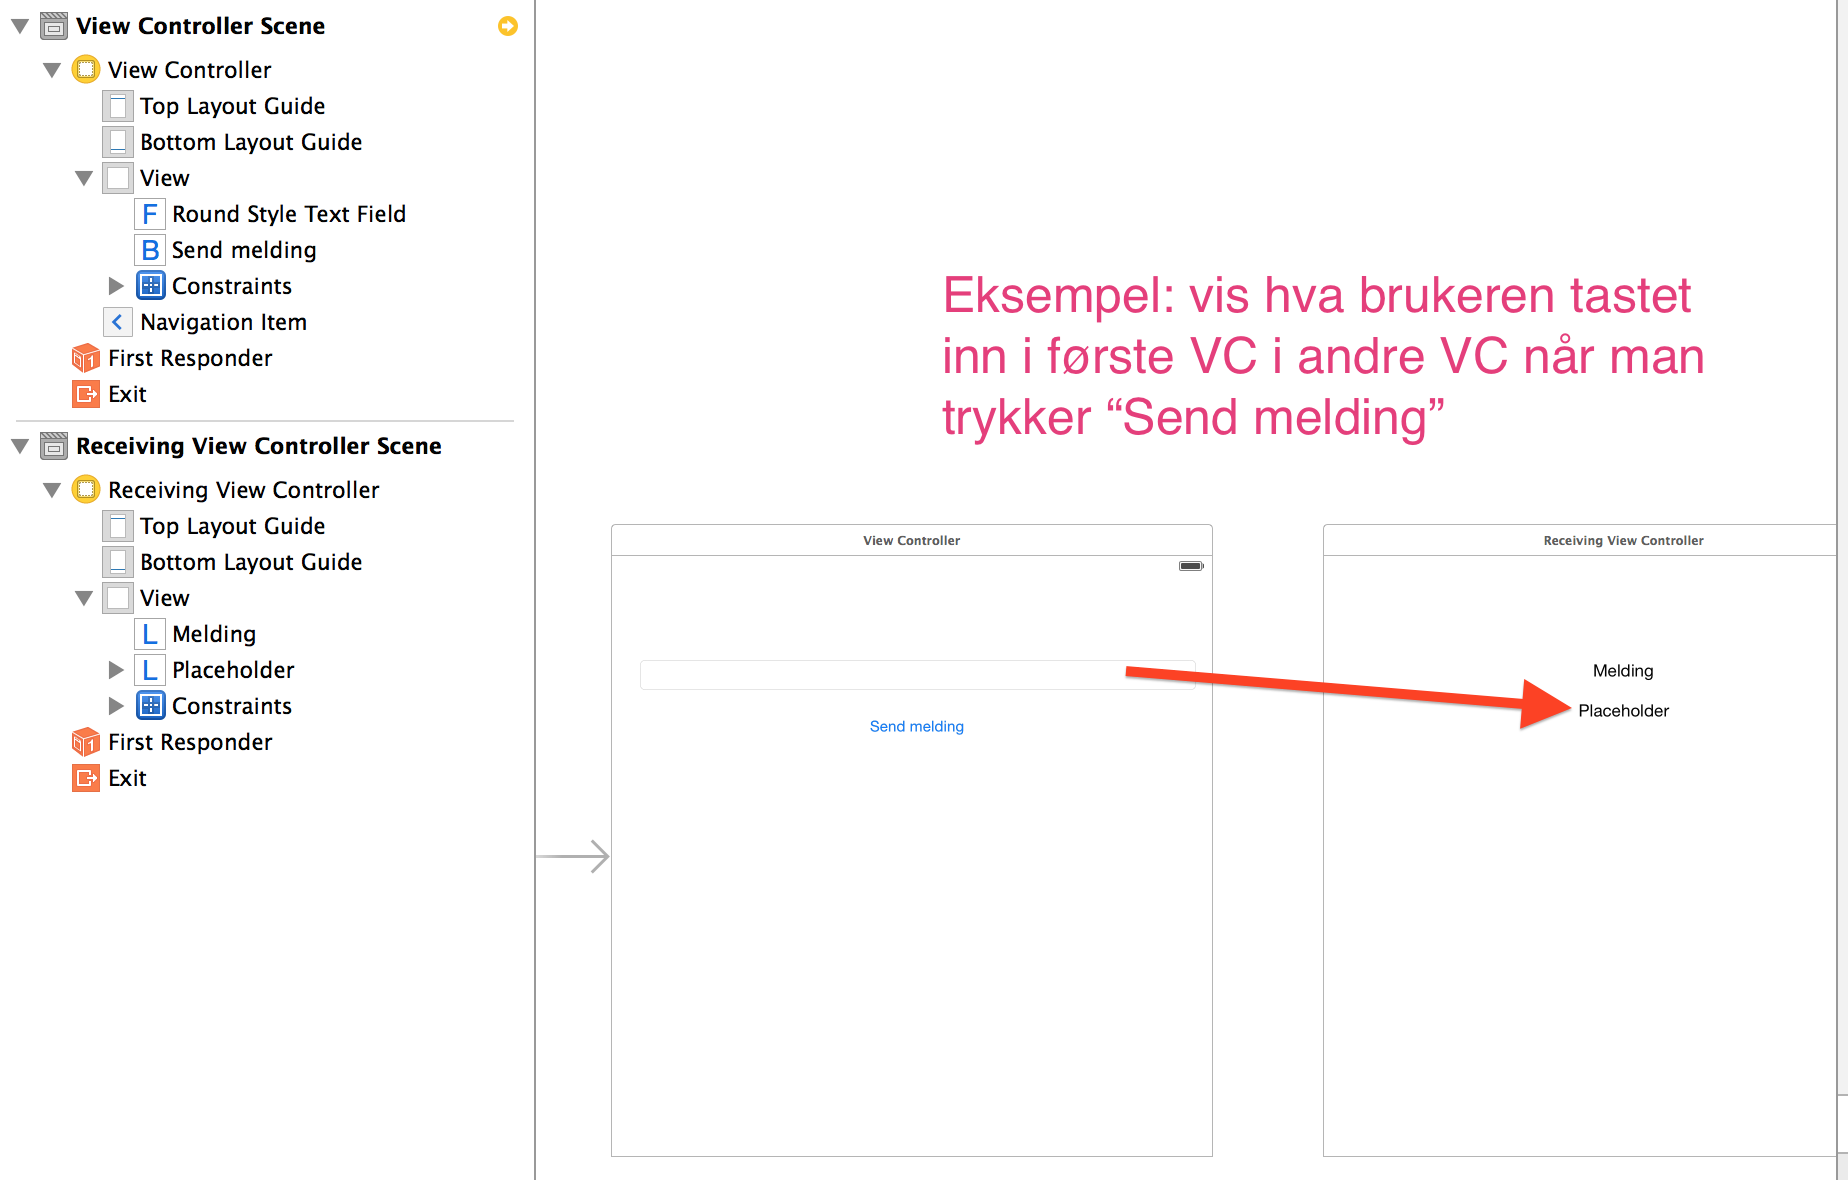 View Controller Scene
View Controller
Top Layout Guide
Bottom Layout Guide
View
F Round Style Text Field
B Send melding
Constraints
Navigation Item
First Responder
Exit
Receiving View Controller Scene
Receiving View Controller
Top Layout Guide
Bottom Layout Guide
View
L Melding
L Placeholder
Constraints
First Responder
Exit
Eksempel: vis hva brukeren tastet
inn i første VC i andre VC når man
trykker “Send melding”
View Controller
Send melding
Receiving View Controller
Melding
Placeholder